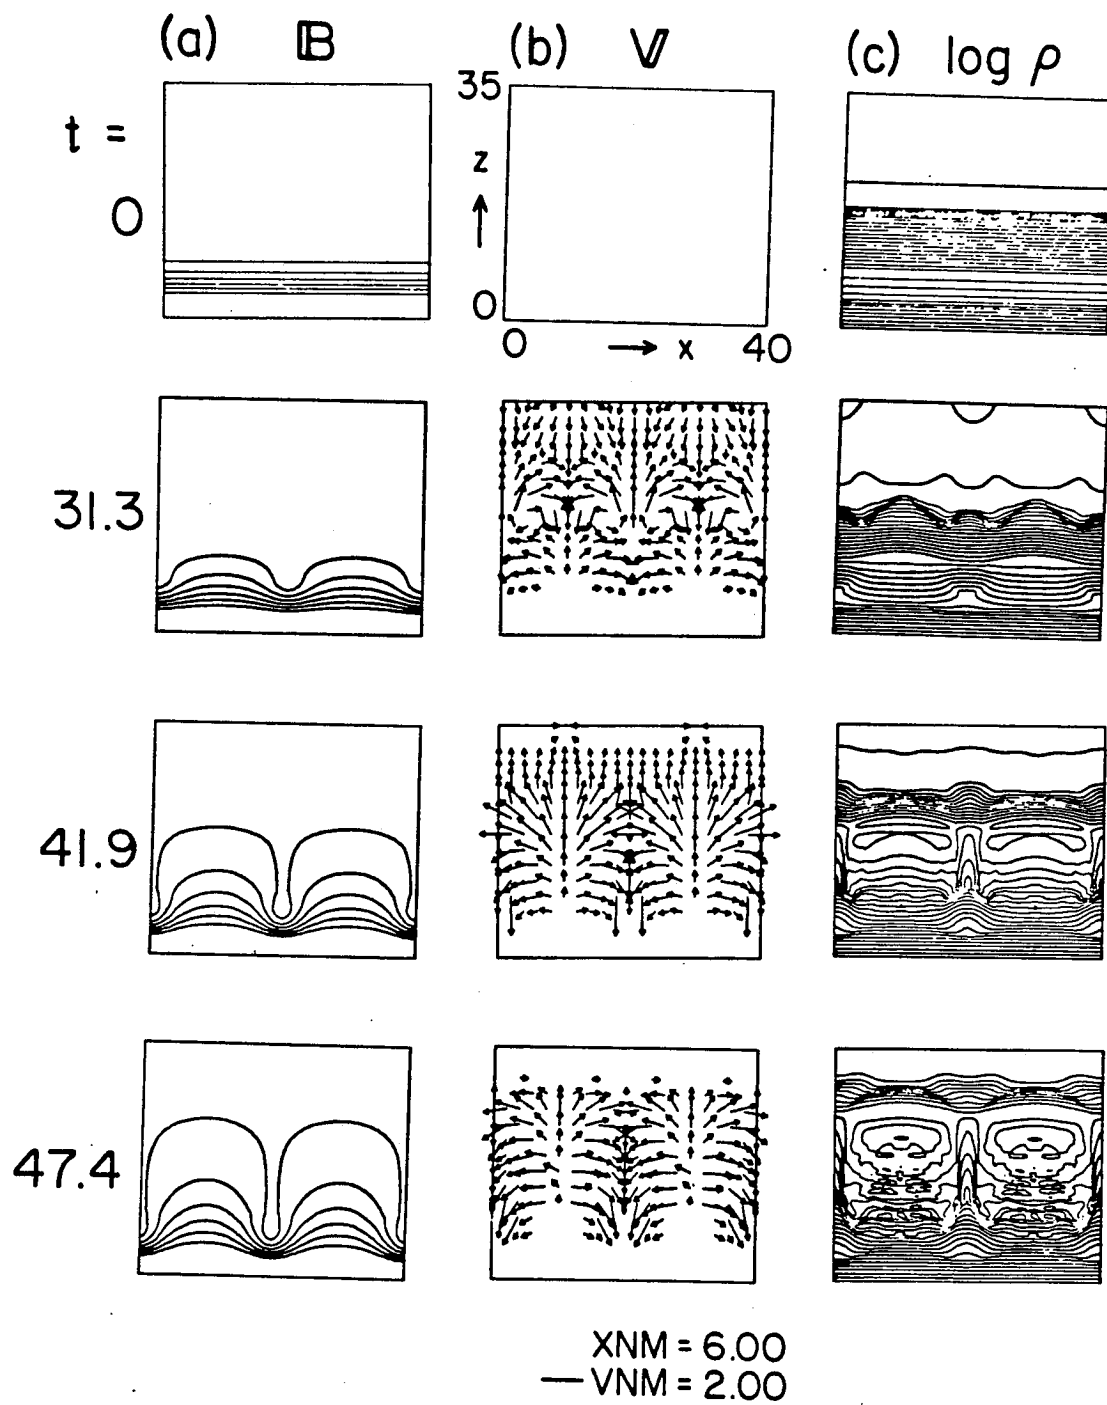 (a) 𝔹 (b) 𝕍 (c) log ρ
t =
0
35
z
0
0 → x 40
31.3
41.9
47.4
XNM = 6.00
— VNM = 2.00